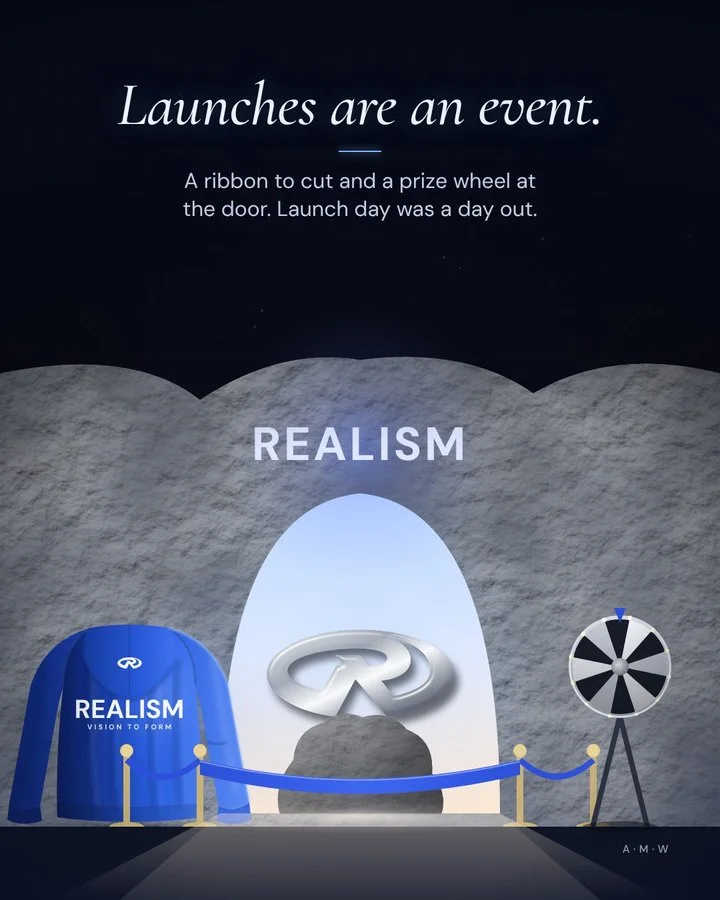 Launches are an event.
A ribbon to cut and a prize wheel at
the door. Launch day was a day out.
REALISM
REALISM
VISION TO FORM
A·M·W